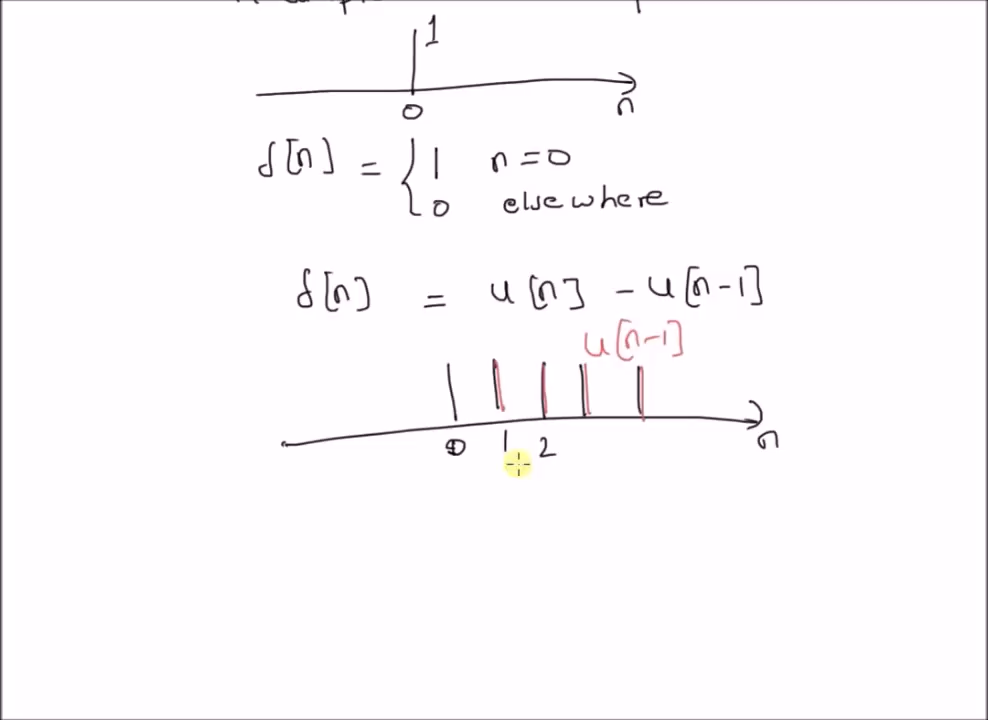 1
0 n
δ[n] = { 1 n = 0
0 elsewhere
δ[n] = u[n] - u[n-1]
u[n-1]
0 1 2 n